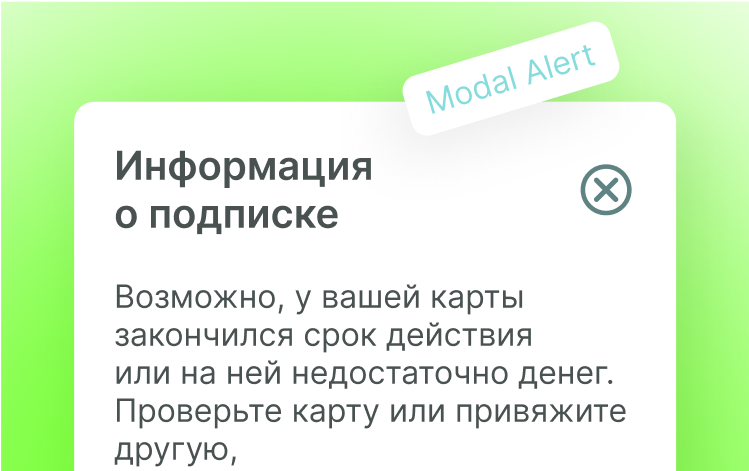 Modal Alert
Информация
о подписке
Возможно, у вашей карты
закончился срок действия
или на ней недостаточно денег.
Проверьте карту или привяжите
другую,